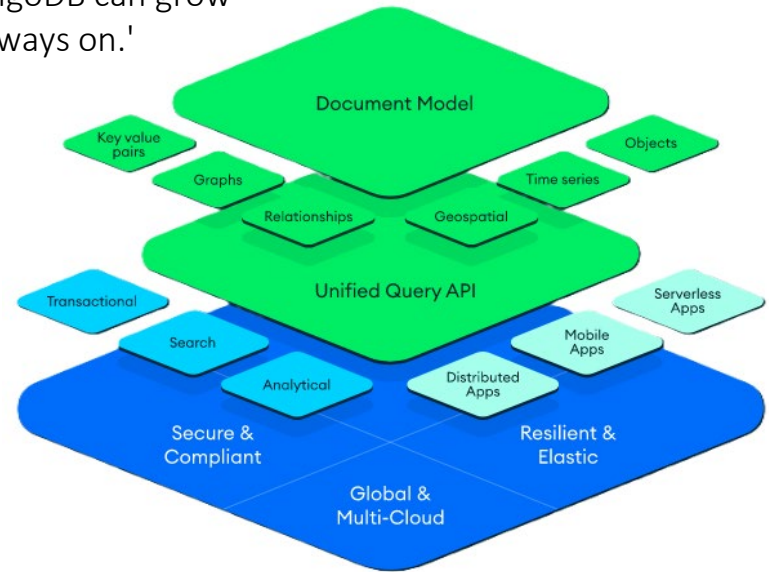 goDB can grow
ways on.'
Document Model
Key value
pairs
Objects
Graphs
Time series
Relationships
Geospatial
Unified Query API
Transactional
Serverless
Apps
Search
Mobile
Apps
Analytical
Distributed
Apps
Secure &
Compliant
Resilient &
Elastic
Global &
Multi-Cloud